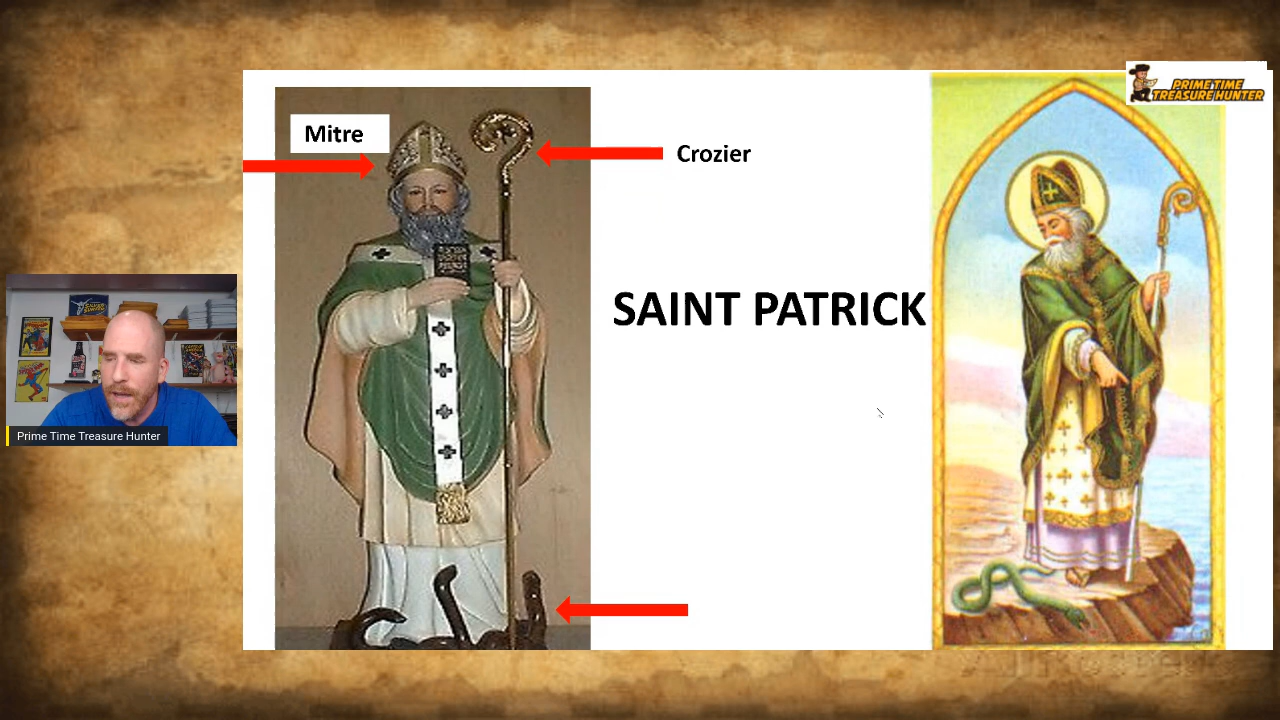 PRIME TIME
TREASURE HUNTER
Mitre
Crozier
SAINT PATRICK
Prime Time Treasure Hunter